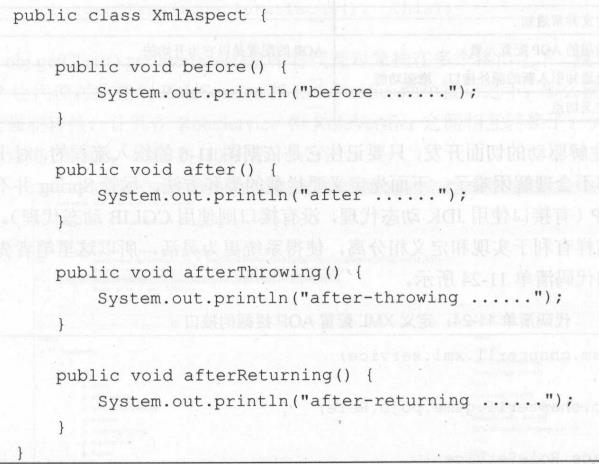 public class XmlAspect {
public void before() {
System.out.println("before ......");
}
public void after() {
System.out.println("after ......");
}
public void afterThrowing() {
System.out.println("after-throwing ......");
}
public void afterReturning() {
System.out.println("after-returning ......");
}
}